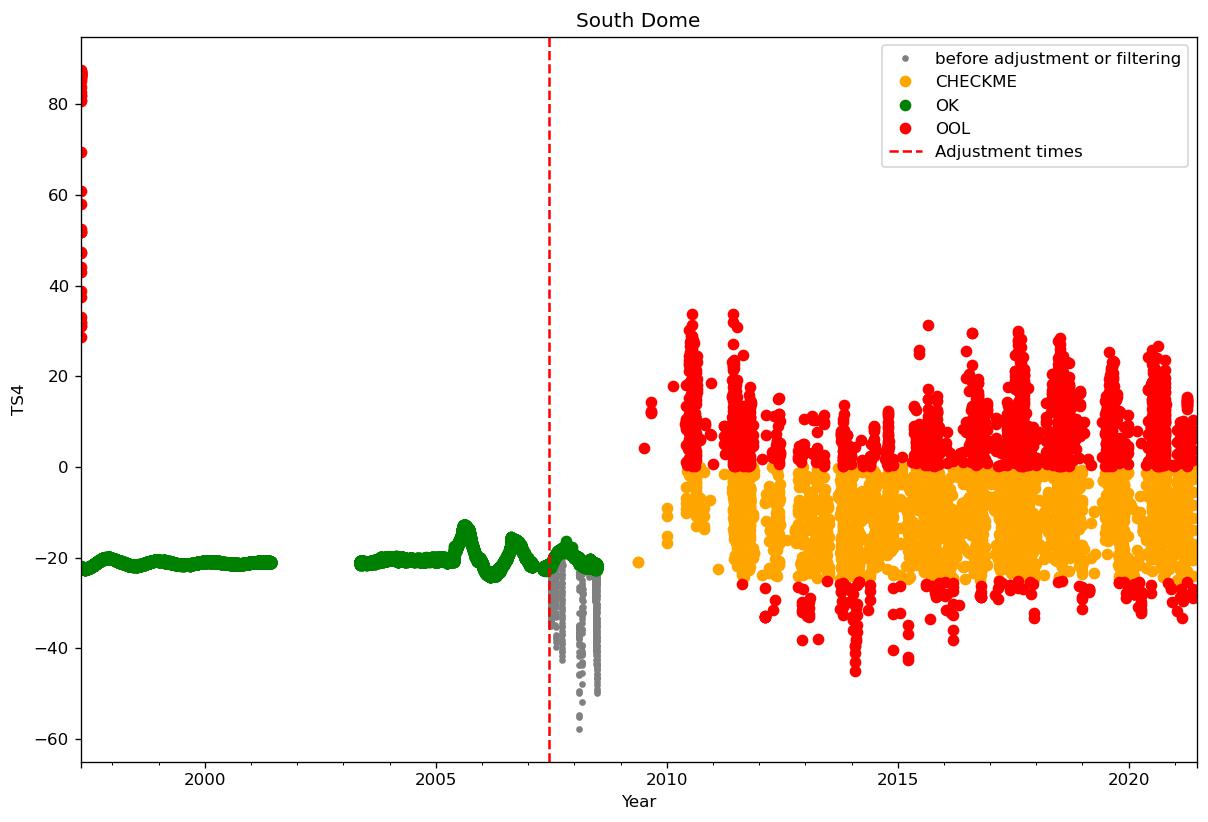 South Dome
before adjustment or filtering
CHECKME
OK
OOL
Adjustment times
80
60
40
20
0
−20
−40
−60
TS4
2000
2005
2010
2015
2020
Year